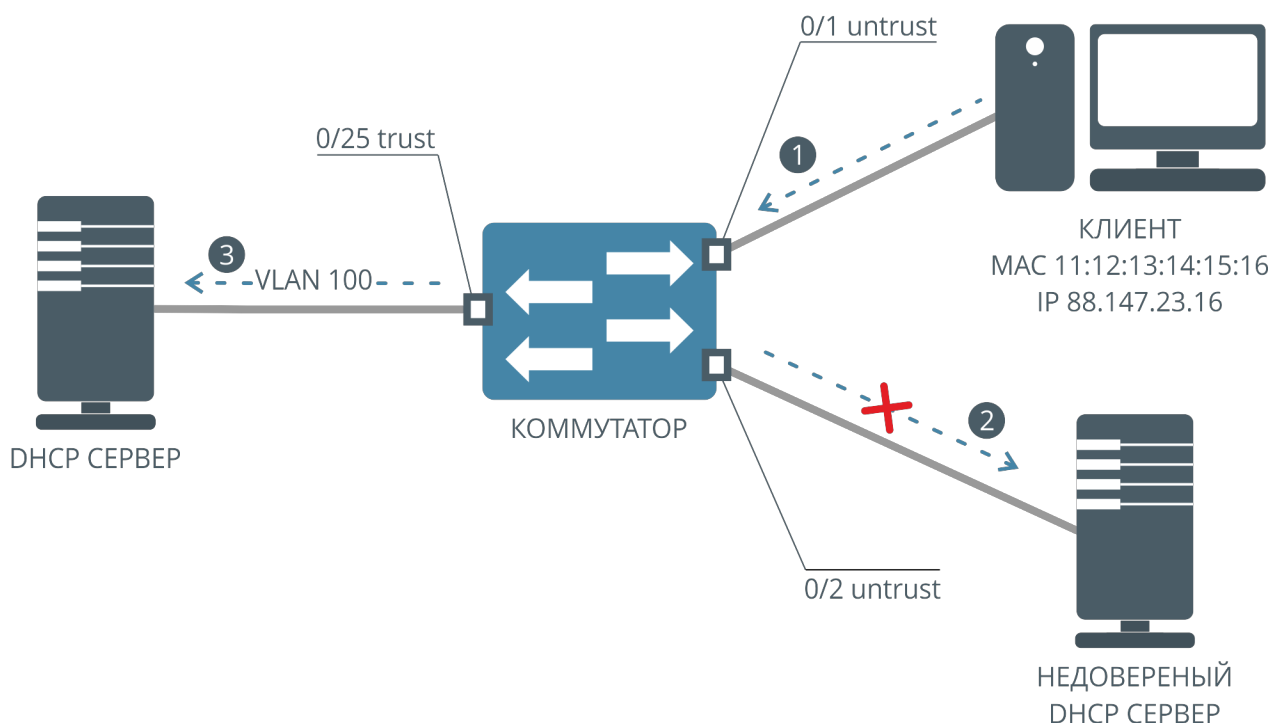 0/1 untrust
0/25 trust
1
КЛИЕНТ
MAC 11:12:13:14:15:16
IP 88.147.23.16
3
VLAN 100
КОММУТАТОР
2
DHCP СЕРВЕР
0/2 untrust
НЕДОВЕРЕНЫЙ
DHCP СЕРВЕР